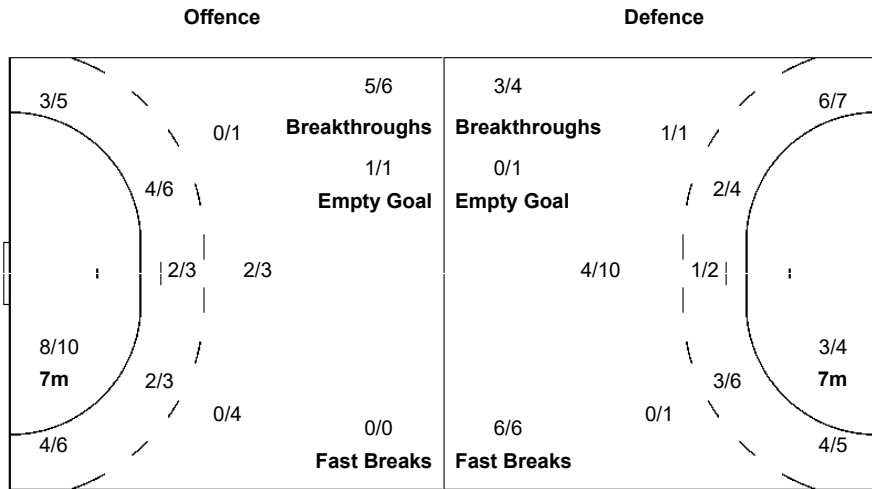 Offence Defence
5/6 3/4
3/5 6/7
0/1 Breakthroughs Breakthroughs 1/1
1/1 0/1
4/6 Empty Goal Empty Goal 2/4
2/3 2/3 4/10 1/2
8/10 3/4
7m 2/3 3/6 7m
0/4 0/1
0/0 6/6
4/6 4/5
Fast Breaks Fast Breaks